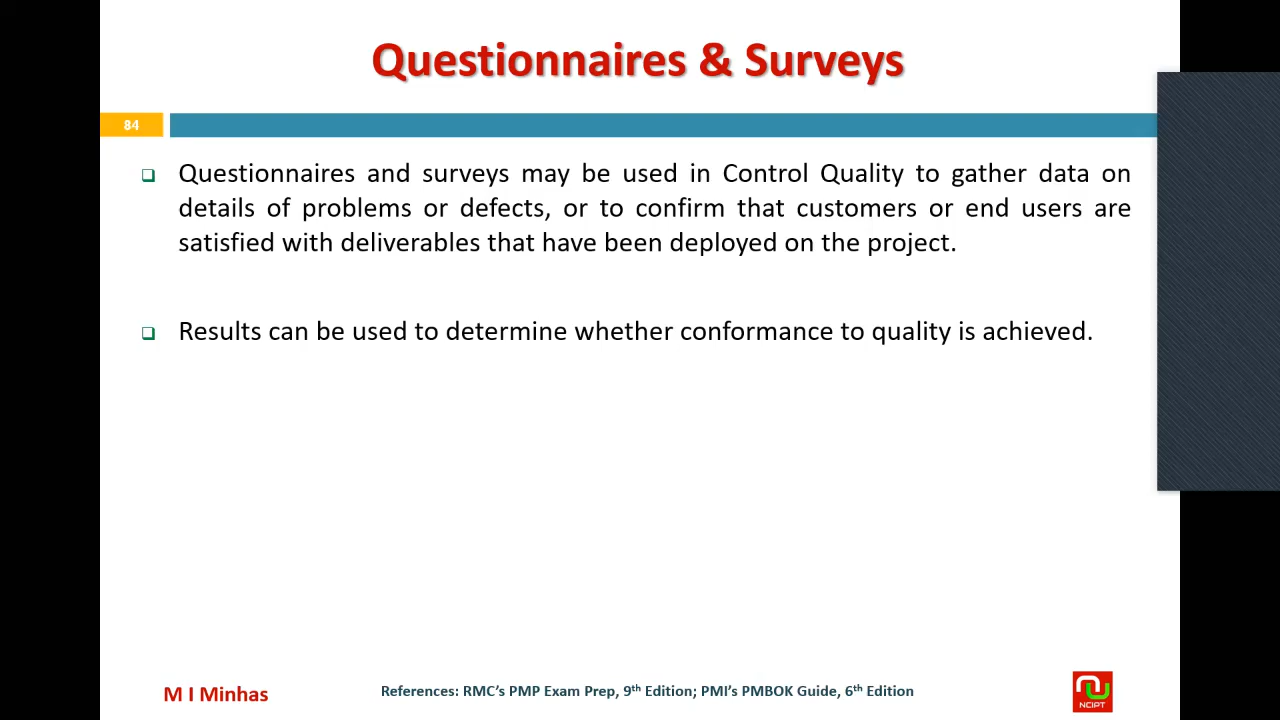 Questionnaires & Surveys
84
Questionnaires and surveys may be used in Control Quality to gather data on
details of problems or defects, or to confirm that customers or end users are
satisfied with deliverables that have been deployed on the project.
Results can be used to determine whether conformance to quality is achieved.
M I Minhas
References: RMC's PMP Exam Prep, 9th Edition; PMI's PMBOK Guide, 6th Edition
NCIPT